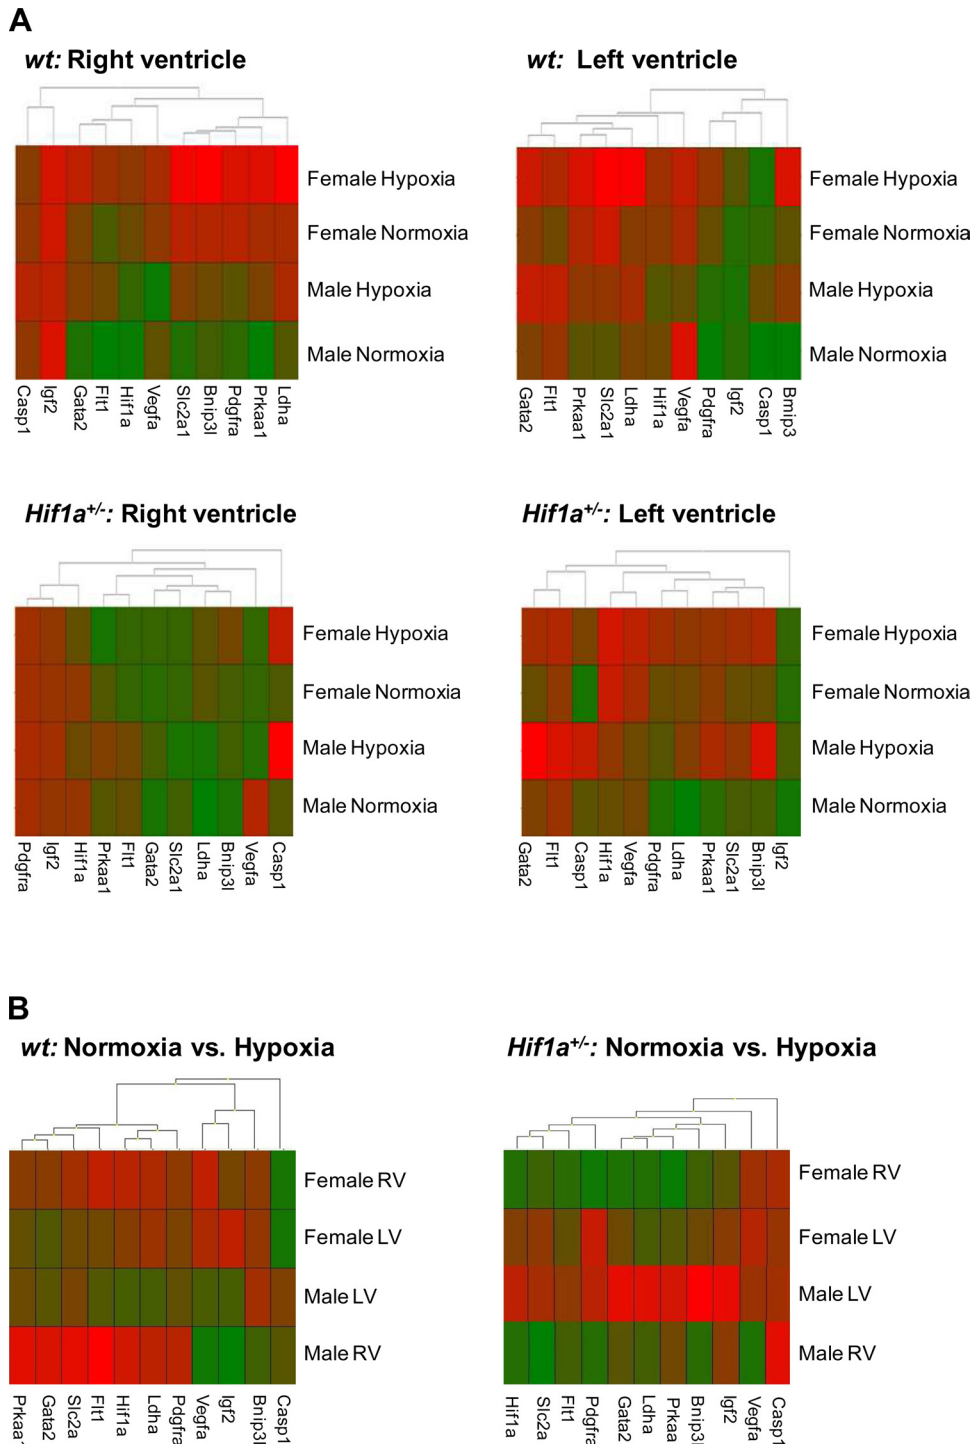 A
wt: Right ventricle
wt: Left ventricle
Female Hypoxia
Female Normoxia
Male Hypoxia
Male Normoxia
Casp1 Igf2 Gata2 Flt1 Hif1a Vegfa Slc2a1 Bnip3l Pdgfra Prkaa1 Ldha
Female Hypoxia
Female Normoxia
Male Hypoxia
Male Normoxia
Gata2 Flt1 Prkaa1 Slc2a1 Ldha Hif1a Vegfa Pdgfra Igf2 Casp1 Bmip3
Hif1a+/-: Right ventricle
Hif1a+/-: Left ventricle
Female Hypoxia
Female Normoxia
Male Hypoxia
Male Normoxia
Pdgfra Igf2 Hif1a Prkaa1 Flt1 Gata2 Slc2a1 Ldha Bnip3l Vegfa Casp1
Female Hypoxia
Female Normoxia
Male Hypoxia
Male Normoxia
Gata2 Flt1 Casp1 Hif1a Vegfa Pdgfra Ldha Prkaa1 Slc2a1 Bnip3l Igf2
B
wt: Normoxia vs. Hypoxia
Hif1a+/-: Normoxia vs. Hypoxia
Female RV
Female LV
Male LV
Male RV
Prkaa1 Gata2 Slc2a Flt1 Hif1a Ldha Pdgfra Vegfa Igf2 Bnip3l Casp1
Female RV
Female LV
Male LV
Male RV
Hif1a Slc2a Flt1 Pdgfra Gata2 Ldha Prkaa Bnip3l Igf2 Vegfa Casp1